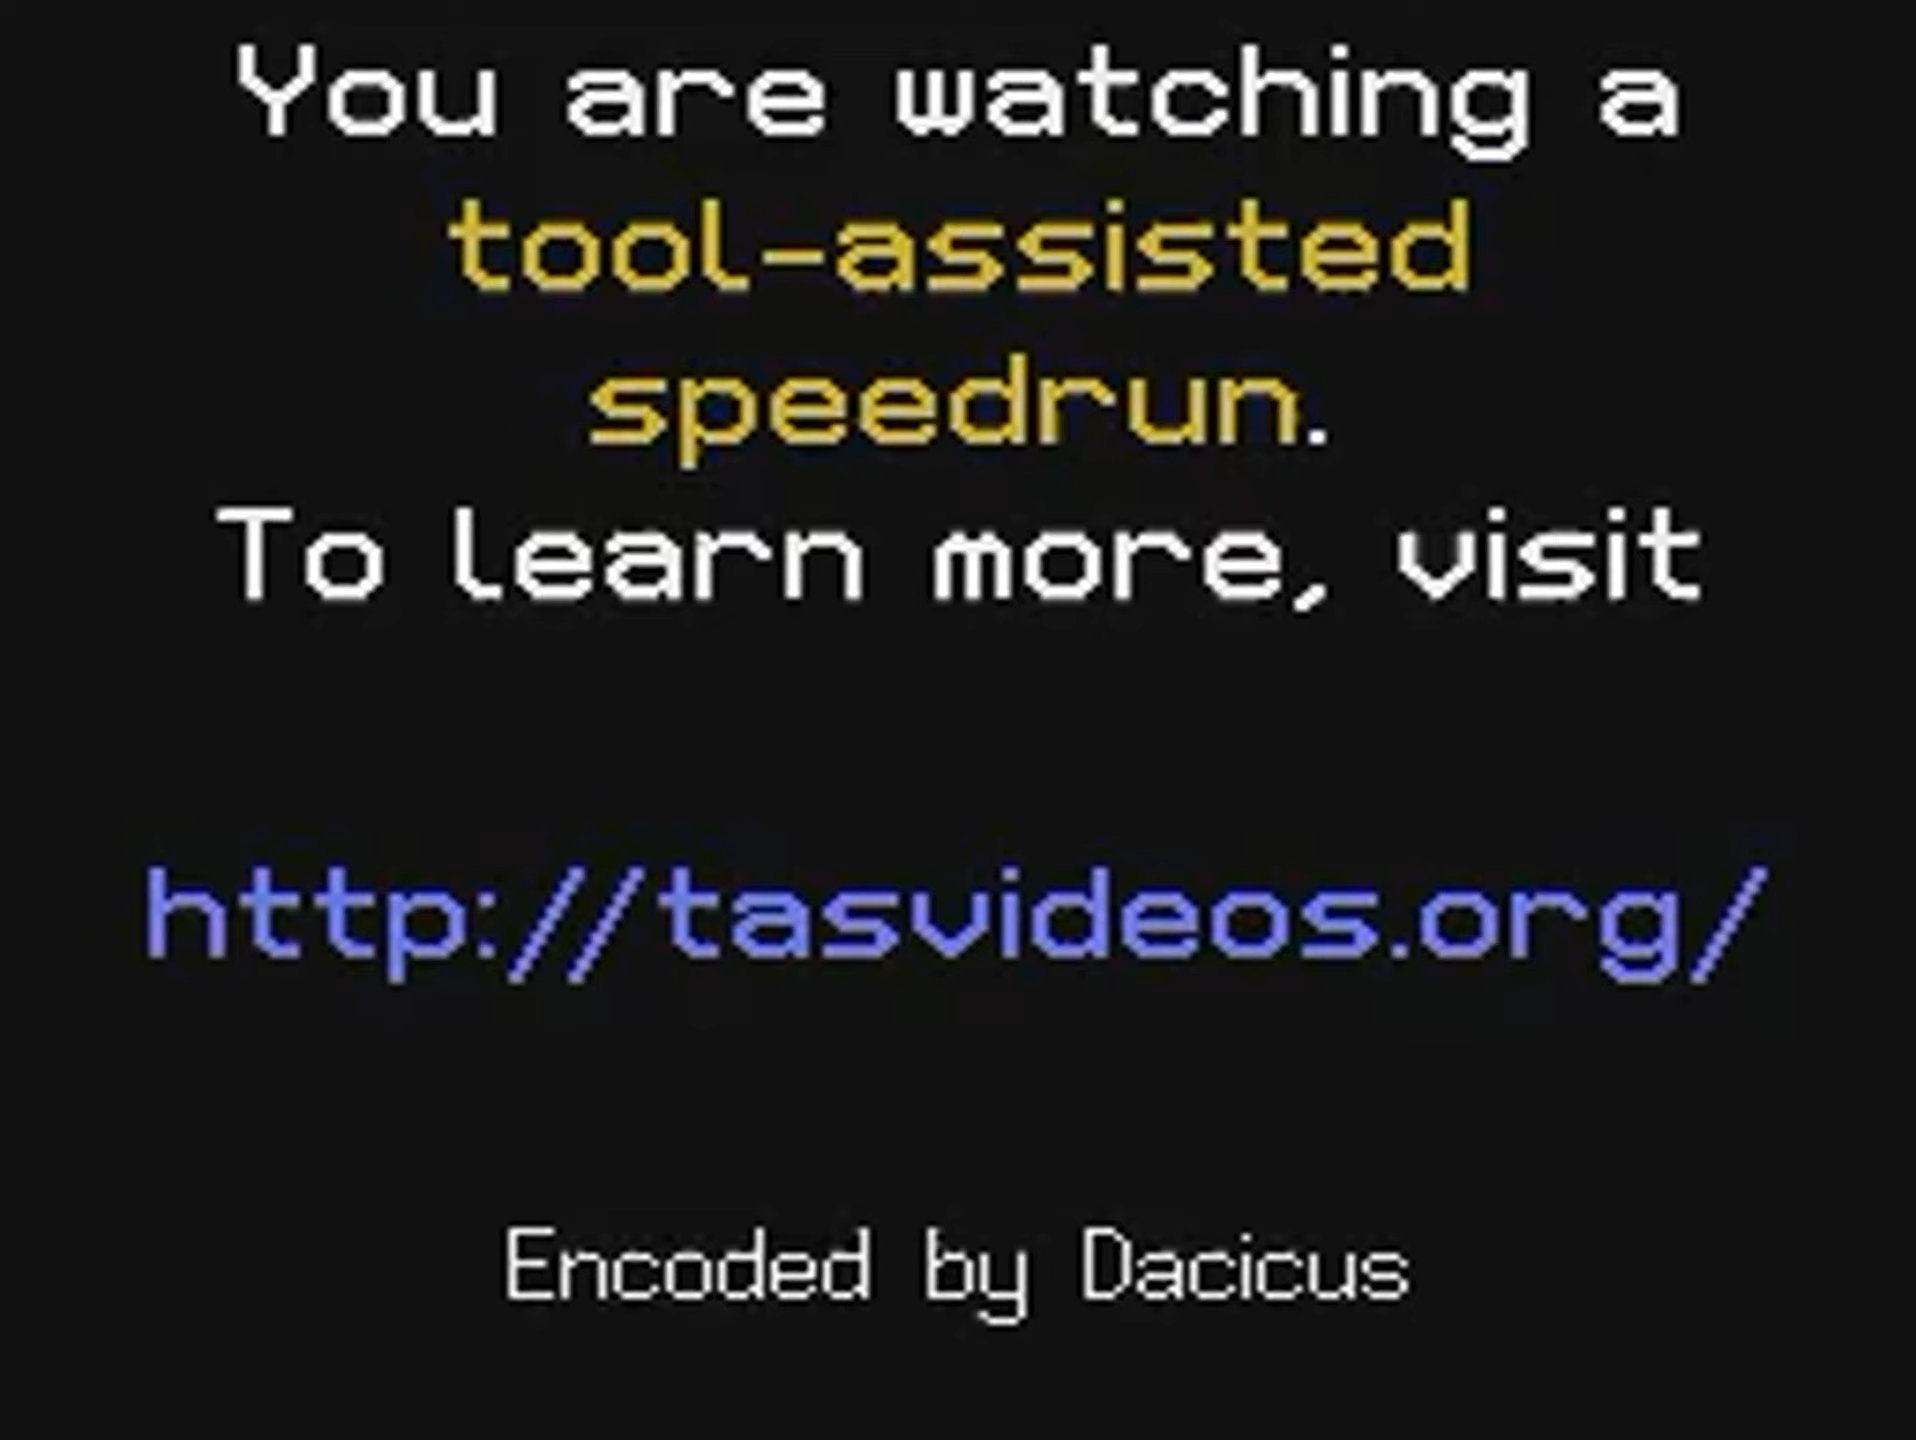 You are watching a
tool-assisted
speedrun.
To learn more, visit
http://tasvideos.org/
Encoded by Dacicus